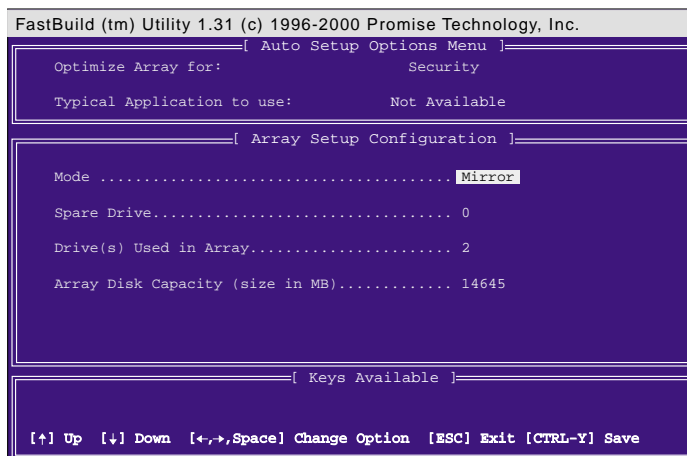 FastBuild (tm) Utility 1.31 (c) 1996-2000 Promise Technology, Inc.
[ Auto Setup Options Menu ]
Optimize Array for: Security
Typical Application to use: Not Available
[ Array Setup Configuration ]
Mode ........................................ Mirror
Spare Drive.................................. 0
Drive(s) Used in Array....................... 2
Array Disk Capacity (size in MB)............. 14645
[ Keys Available ]
[↑] Up [↓] Down [←,→,Space] Change Option [ESC] Exit [CTRL-Y] Save